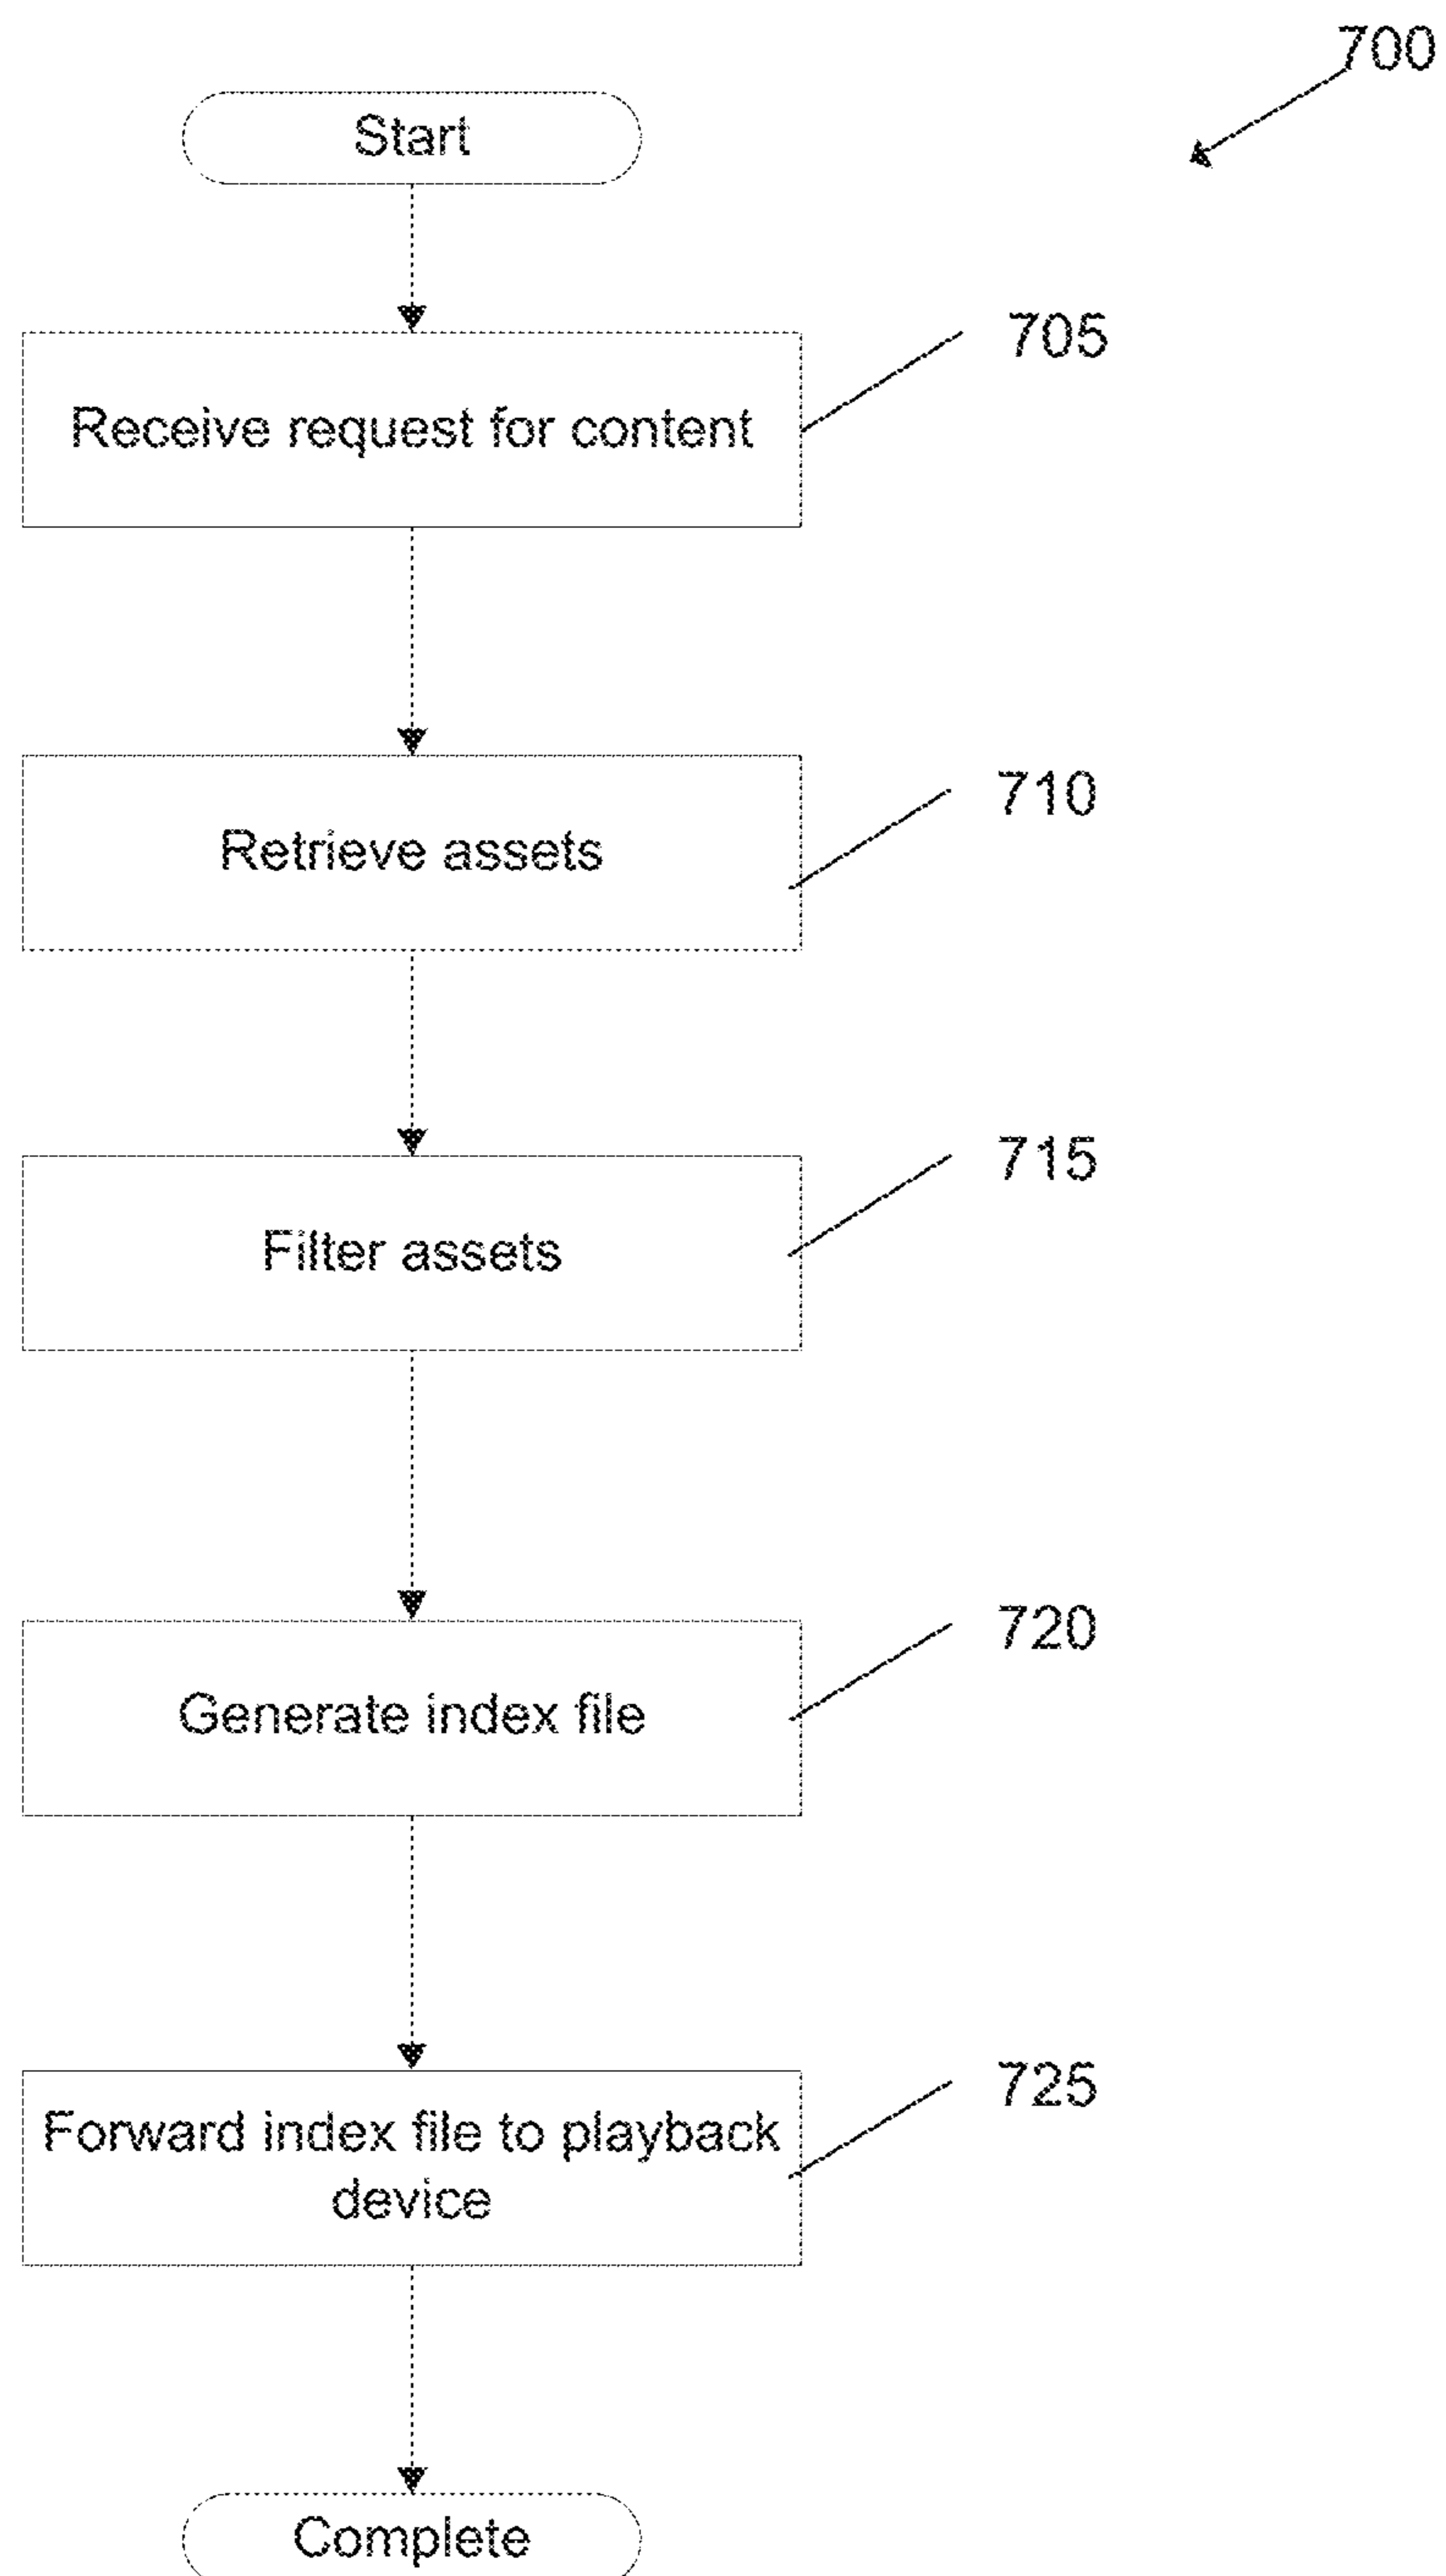 700
Start
705
Receive request for content
710
Retrieve assets
715
Filter assets
720
Generate index file
725
Forward index file to playback
device
Complete